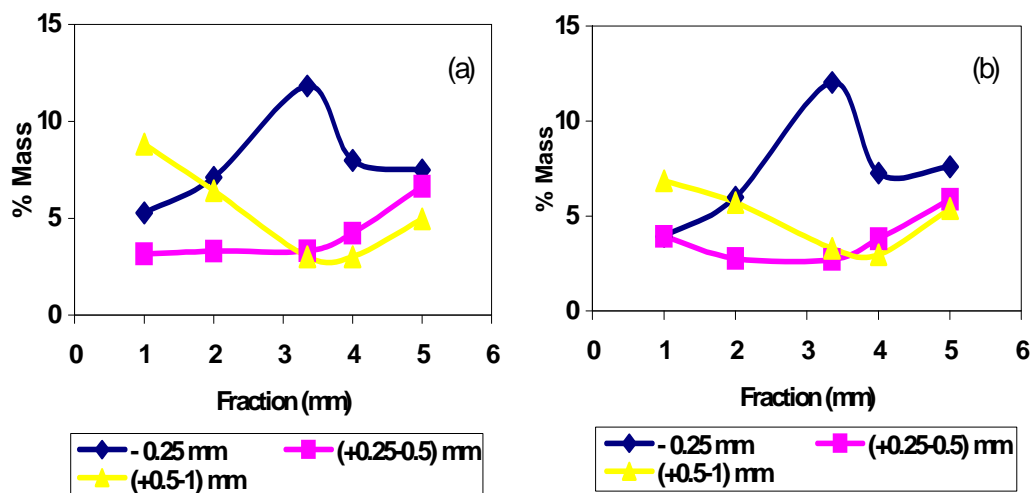 15
(a)
10
% Mass
5
0
0 1 2 3 4 5 6
Fraction (mm)
- 0.25 mm (+0.25-0.5) mm
(+0.5-1) mm
15
(b)
10
% Mass
5
0
0 1 2 3 4 5 6
Fraction (mm)
- 0.25 mm (+0.25-0.5) mm
(+0.5-1) mm